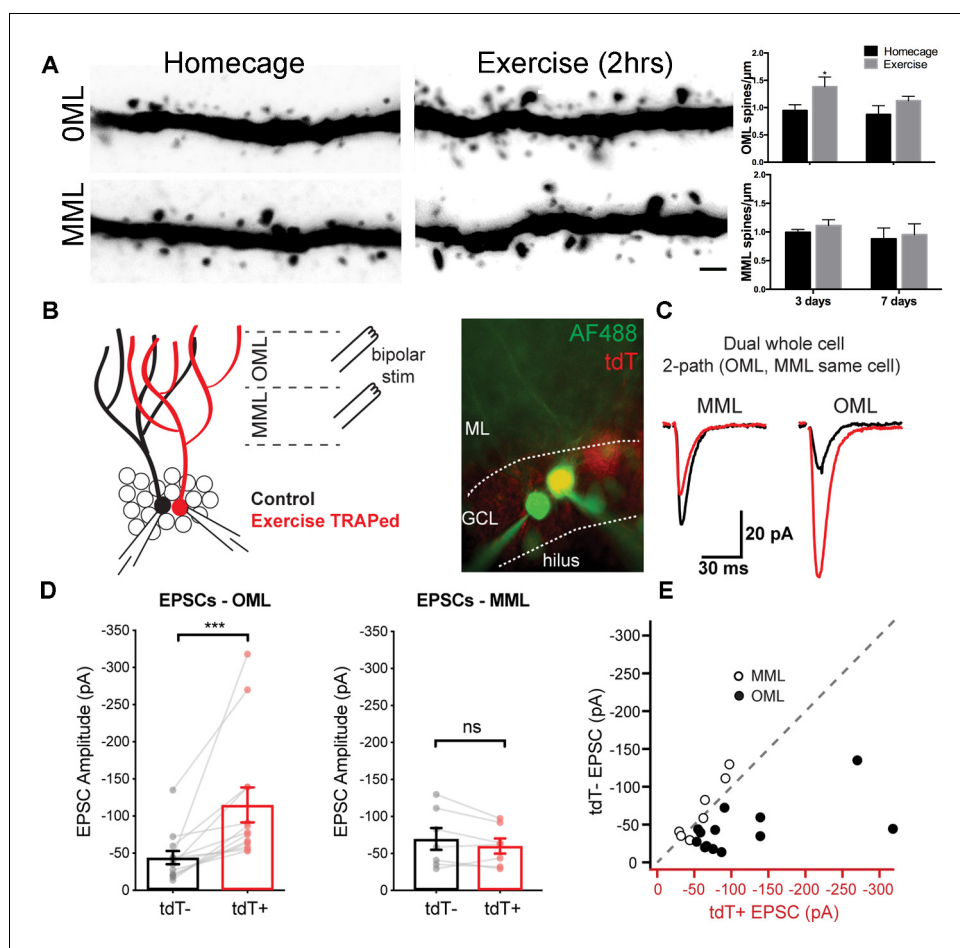 A
Homecage
Exercise (2hrs)
0ML
MML
Homecage
Exercise
OML spines/μm
2.0
1.5
1.0
0.5
0.0
*
MML spines/μm
2.0
1.5
1.0
0.5
0.0
3 days
7 days
B
OML
MML
bipolar
stim
Control
Exercise TRAPed
AF488
tdT
ML
GCL
hilus
C
Dual whole cell
2-path (OML, MML same cell)
MML
OML
20 pA
30 ms
D
EPSCs - OML
***
EPSC Amplitude (pA)
-350
-300
-250
-200
-150
-100
-50
0
tdT-
tdT+
EPSCs - MML
ns
EPSC Amplitude (pA)
-350
-300
-250
-200
-150
-100
-50
0
tdT-
tdT+
E
MML
OML
tdT- EPSC (pA)
-300
-250
-200
-150
-100
-50
0
0
-50
-100
-150
-200
-250
-300
tdT+ EPSC (pA)